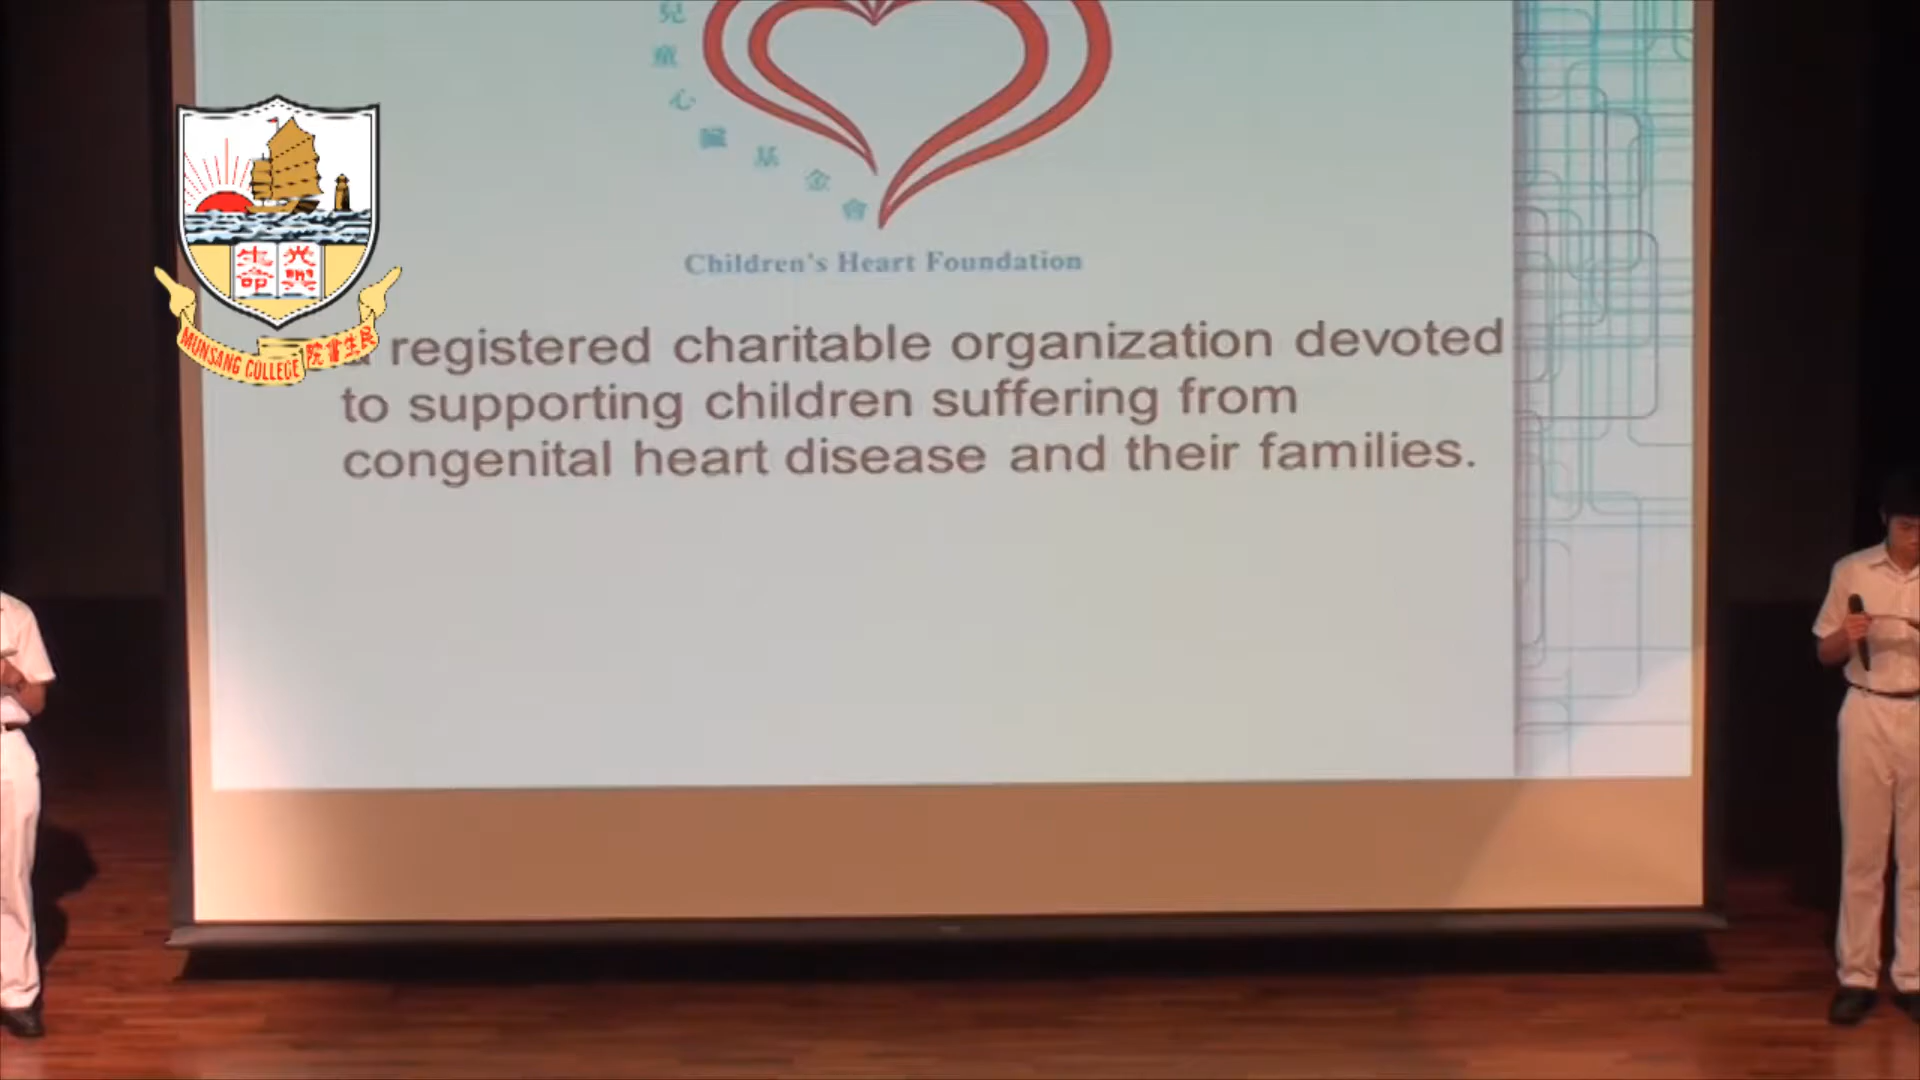 兒童心臟基金會
Children's Heart Foundation
a registered charitable organization devoted
to supporting children suffering from
congenital heart disease and their families.
生命 光
MUNSANG COLLEGE 院書生民